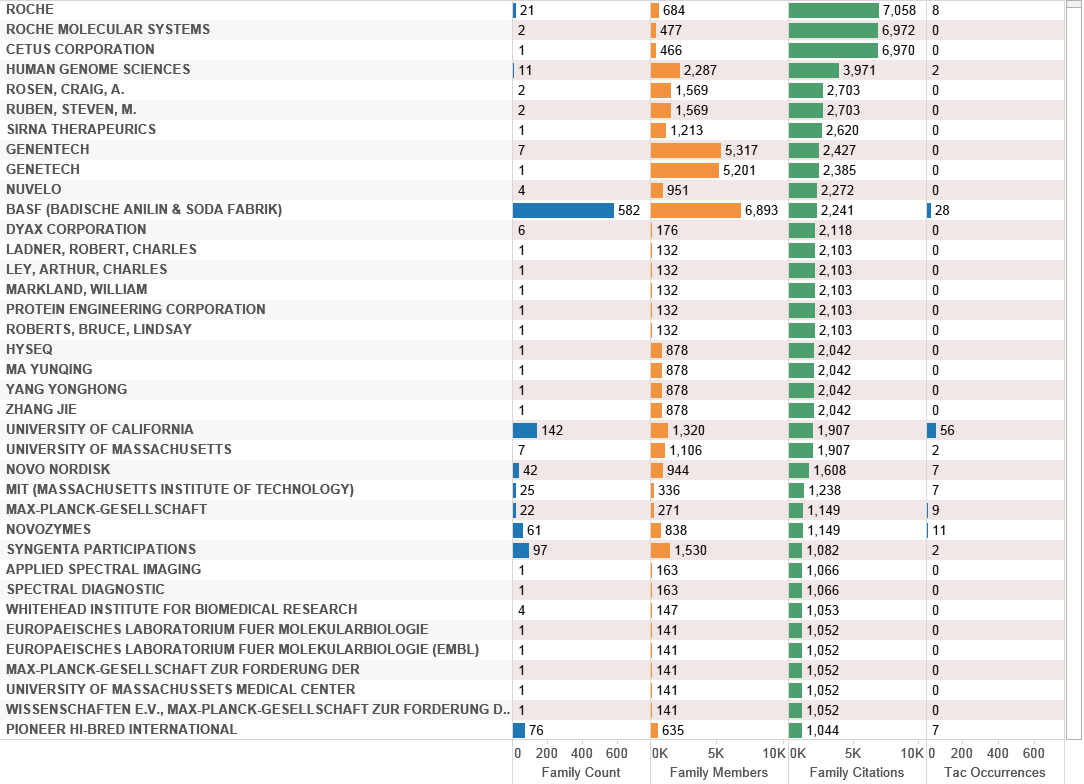 ROCHE 21 684 7,058 8
ROCHE MOLECULAR SYSTEMS 2 477 6,972 0
CETUS CORPORATION 1 466 6,970 0
HUMAN GENOME SCIENCES 11 2,287 3,971 2
ROSEN, CRAIG, A. 2 1,569 2,703 0
RUBEN, STEVEN, M. 2 1,569 2,703 0
SIRNA THERAPEURICS 1 1,213 2,620 0
GENENTECH 7 5,317 2,427 0
GENETECH 1 5,201 2,385 0
NUVELO 4 951 2,272 0
BASF (BADISCHE ANILIN & SODA FABRIK) 582 6,893 2,241 28
DYAX CORPORATION 6 176 2,118 0
LADNER, ROBERT, CHARLES 1 132 2,103 0
LEY, ARTHUR, CHARLES 1 132 2,103 0
MARKLAND, WILLIAM 1 132 2,103 0
PROTEIN ENGINEERING CORPORATION 1 132 2,103 0
ROBERTS, BRUCE, LINDSAY 1 132 2,103 0
HYSEQ 1 878 2,042 0
MA YUNQING 1 878 2,042 0
YANG YONGHONG 1 878 2,042 0
ZHANG JIE 1 878 2,042 0
UNIVERSITY OF CALIFORNIA 142 1,320 1,907 56
UNIVERSITY OF MASSACHUSETTS 7 1,106 1,907 2
NOVO NORDISK 42 944 1,608 7
MIT (MASSACHUSETTS INSTITUTE OF TECHNOLOGY) 25 336 1,238 7
MAX-PLANCK-GESELLSCHAFT 22 271 1,149 9
NOVOZYMES 61 838 1,149 11
SYNGENTA PARTICIPATIONS 97 1,530 1,082 2
APPLIED SPECTRAL IMAGING 1 163 1,066 0
SPECTRAL DIAGNOSTIC 1 163 1,066 0
WHITEHEAD INSTITUTE FOR BIOMEDICAL RESEARCH 4 147 1,053 0
EUROPAEISCHES LABORATORIUM FUER MOLEKULARBIOLOGIE 1 141 1,052 0
EUROPAEISCHES LABORATORIUM FUER MOLEKULARBIOLOGIE (EMBL) 1 141 1,052 0
MAX-PLANCK-GESELLSCHAFT ZUR FORDERUNG DER 1 141 1,052 0
UNIVERSITY OF MASSACHUSSETS MEDICAL CENTER 1 141 1,052 0
WISSENSCHAFTEN E.V., MAX-PLANCK-GESELLSCHAFT ZUR FORDERUNG D.. 1 141 1,052 0
PIONEER HI-BRED INTERNATIONAL 76 635 1,044 7
0 200 400 600 0K 5K 10K 0K 5K 10K 0 200 400 600
Family Count Family Members Family Citations Tac Occurrences